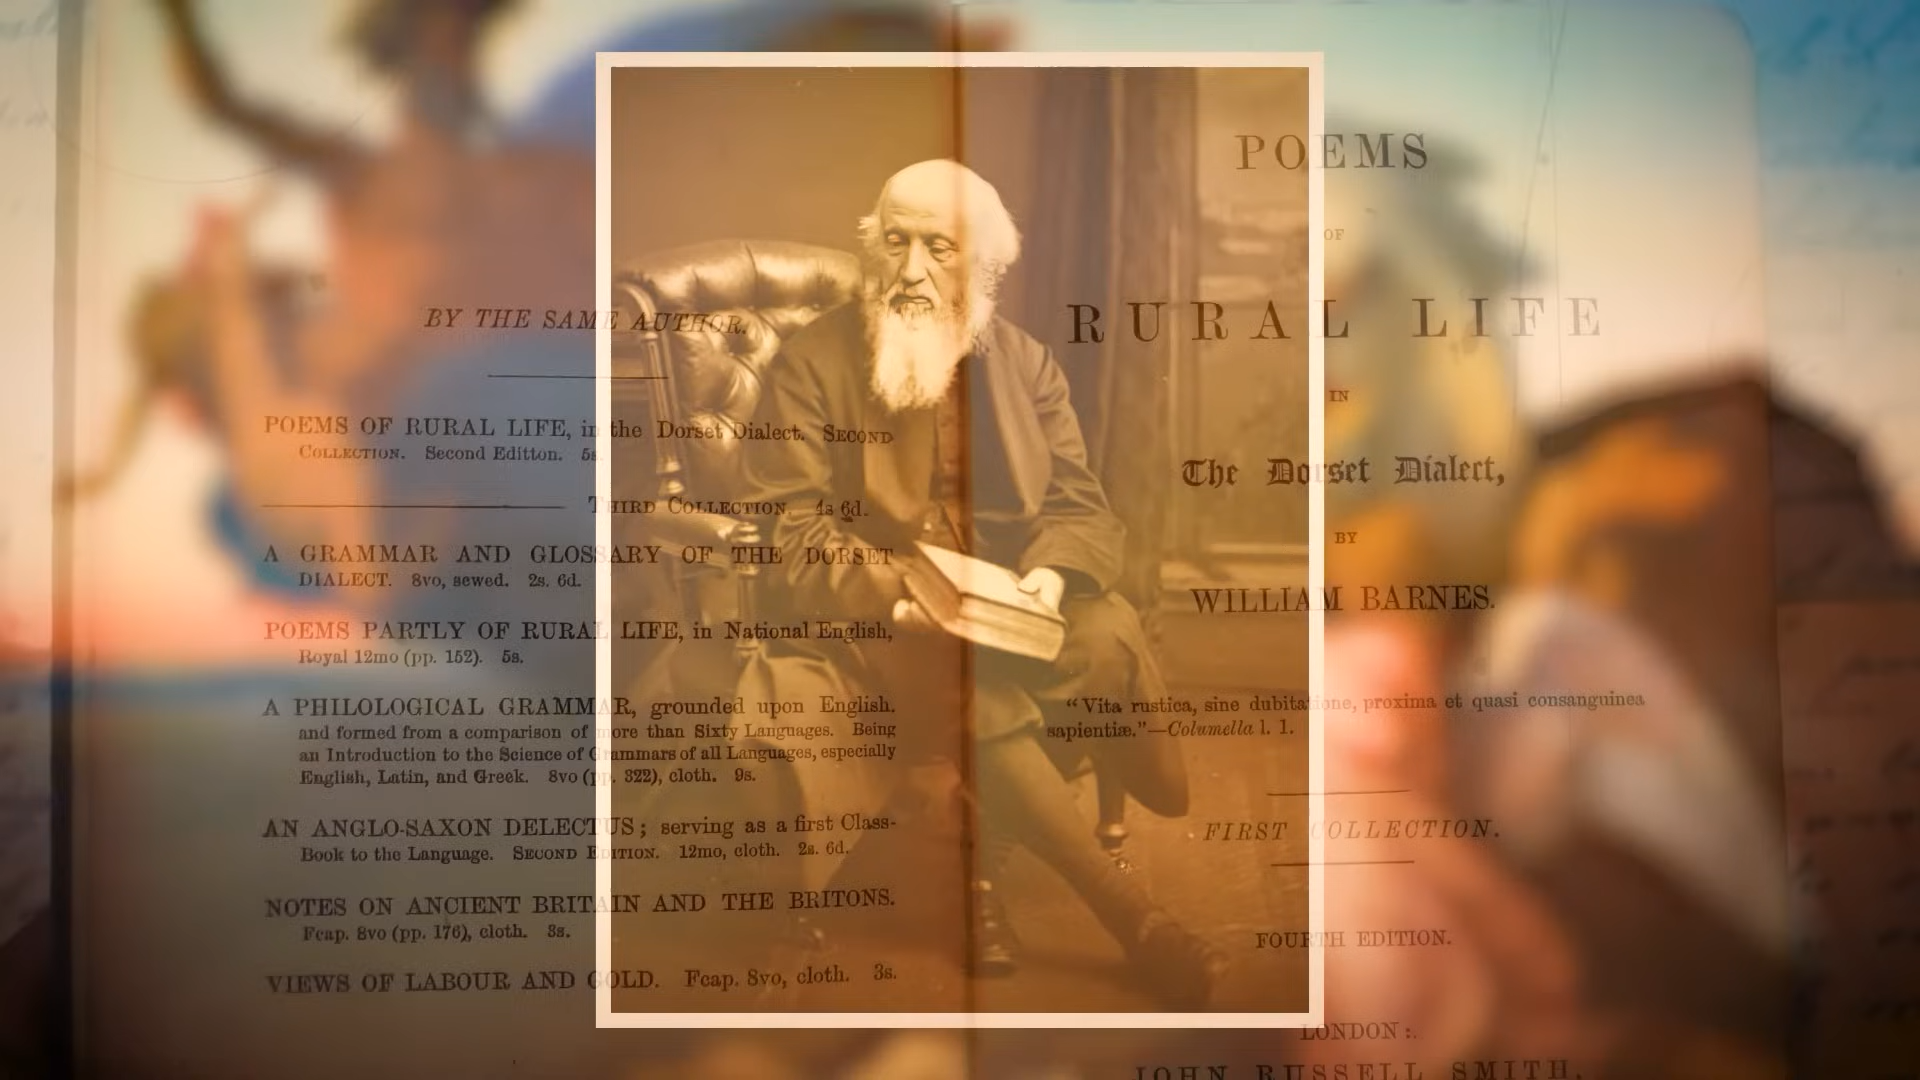 BY THE SAME AUTHOR.
POEMS OF RURAL LIFE, in the Dorset Dialect. SECOND
COLLECTION. Second Editton. 5s.
THIRD COLLECTION. 4s 6d.
A GRAMMAR AND GLOSSARY OF THE DORSET
DIALECT. 8vo, sewed. 2s. 6d.
POEMS PARTLY OF RURAL LIFE, in National English,
Royal 12mo (pp. 152). 5s.
A PHILOLOGICAL GRAMMAR, grounded upon English.
and formed from a comparison of more than Sixty Languages. Being
an Introduction to the Science of Grammars of all Languages, especially
English, Latin, and Greek. 8vo (pp. 322), cloth. 9s.
AN ANGLO-SAXON DELECTUS; serving as a first Class-
Book to the Language. SECOND EDITION. 12mo, cloth. 2s. 6d.
NOTES ON ANCIENT BRITAIN AND THE BRITONS.
Fcap. 8vo (pp. 176), cloth. 3s.
VIEWS OF LABOUR AND GOLD. Fcap. 8vo, cloth. 3s.
POEMS
OF
RURAL LIFE
IN
The Dorset Dialect,
BY
WILLIAM BARNES.
"Vita rustica, sine dubitatione, proxima et quasi consanguinea
sapientiæ."—Columella l. 1.
FIRST COLLECTION.
FOURTH EDITION.
LONDON:
JOHN RUSSELL SMITH.